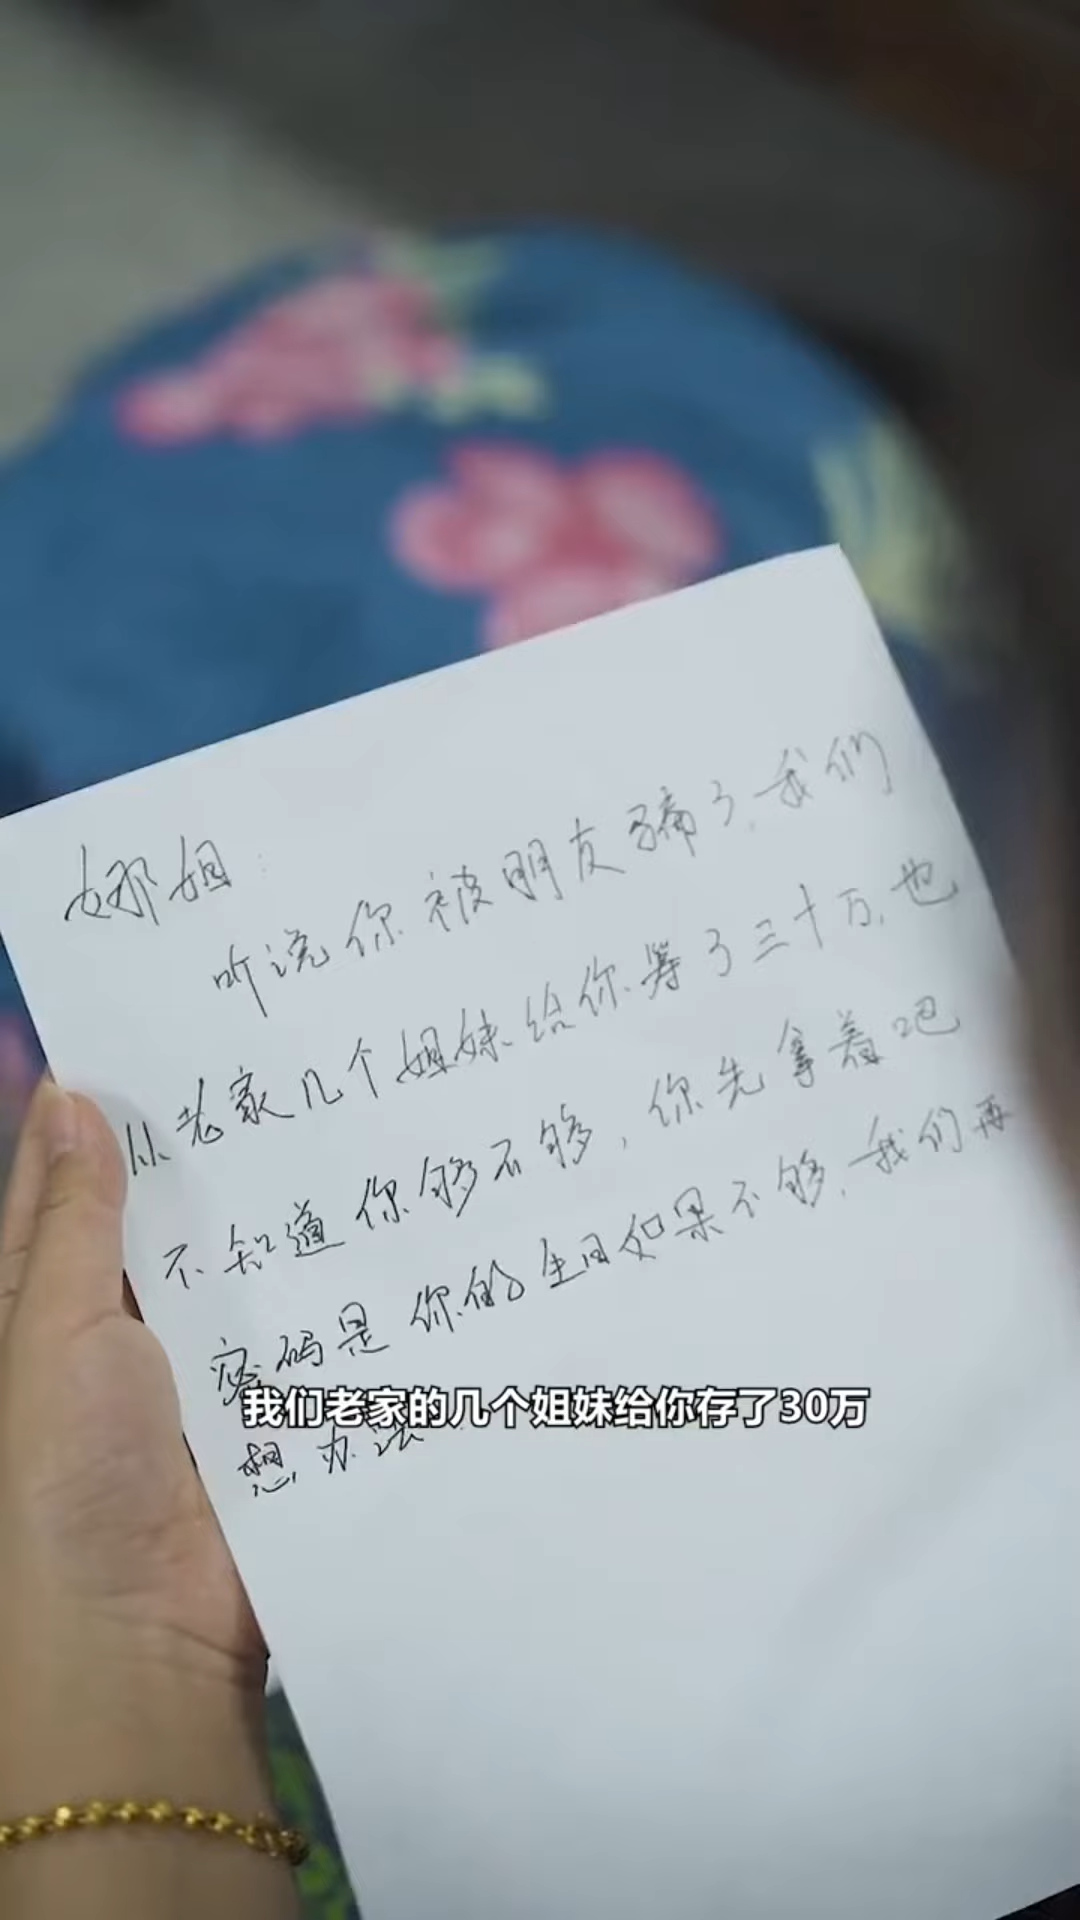 娜姐:
听说你被朋友骗了,我们
从老家几个姐妹给你筹了三十万,也
不知道你够不够,你先拿着吧
密码是你的生日如果不够,我们再
想办法
我们老家的几个姐妹给你存了30万